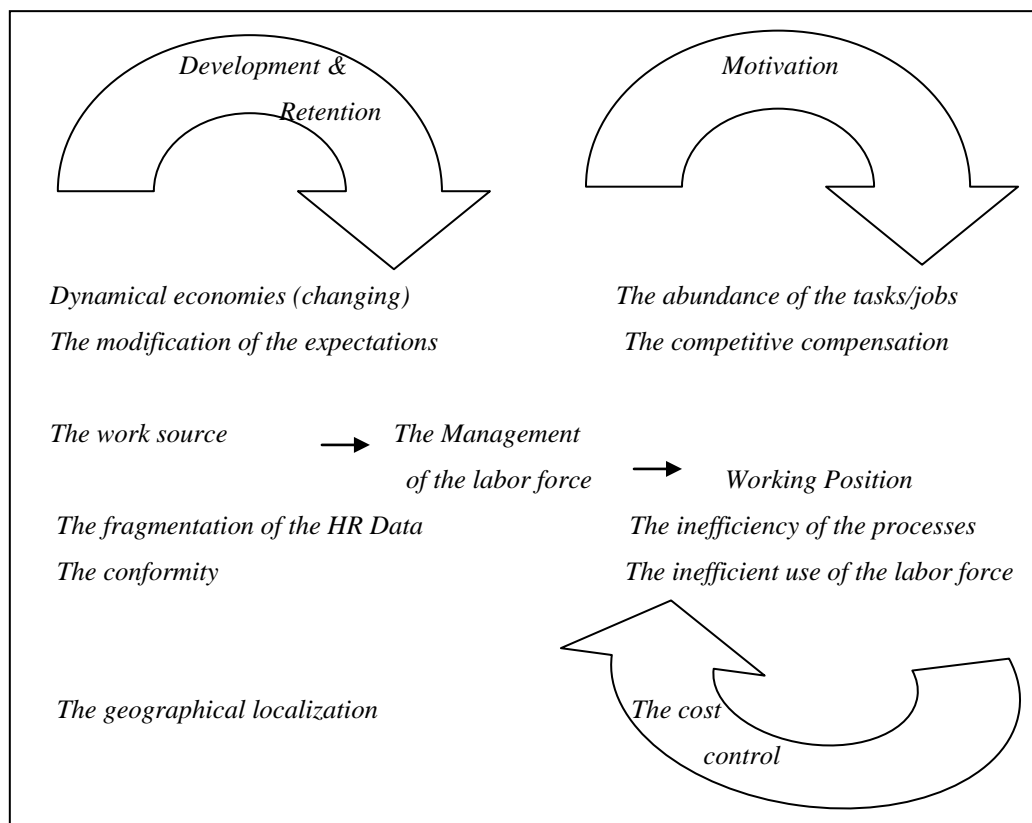 Development &
Retention
Motivation
Dynamical economies (changing)
The abundance of the tasks/jobs
The modification of the expectations
The competitive compensation
The work source
The Management
of the labor force
Working Position
The fragmentation of the HR Data
The inefficiency of the processes
The conformity
The inefficient use of the labor force
The geographical localization
The cost
control